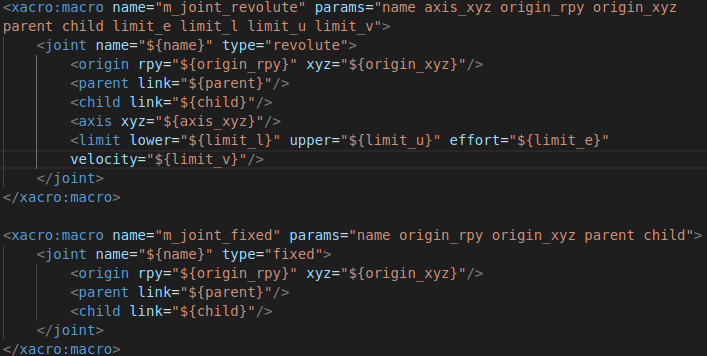 <xacro:macro name="m_joint_revolute" params="name axis_xyz origin_rpy origin_xyz
parent child limit_e limit_l limit_u limit_v">
    <joint name="${name}" type="revolute">
        <origin rpy="${origin_rpy}" xyz="${origin_xyz}"/>
        <parent link="${parent}"/>
        <child link="${child}"/>
        <axis xyz="${axis_xyz}"/>
        <limit lower="${limit_l}" upper="${limit_u}" effort="${limit_e}"
        velocity="${limit_v}"/>
    </joint>
</xacro:macro>

<xacro:macro name="m_joint_fixed" params="name origin_rpy origin_xyz parent child">
    <joint name="${name}" type="fixed">
        <origin rpy="${origin_rpy}" xyz="${origin_xyz}"/>
        <parent link="${parent}"/>
        <child link="${child}"/>
    </joint>
</xacro:macro>